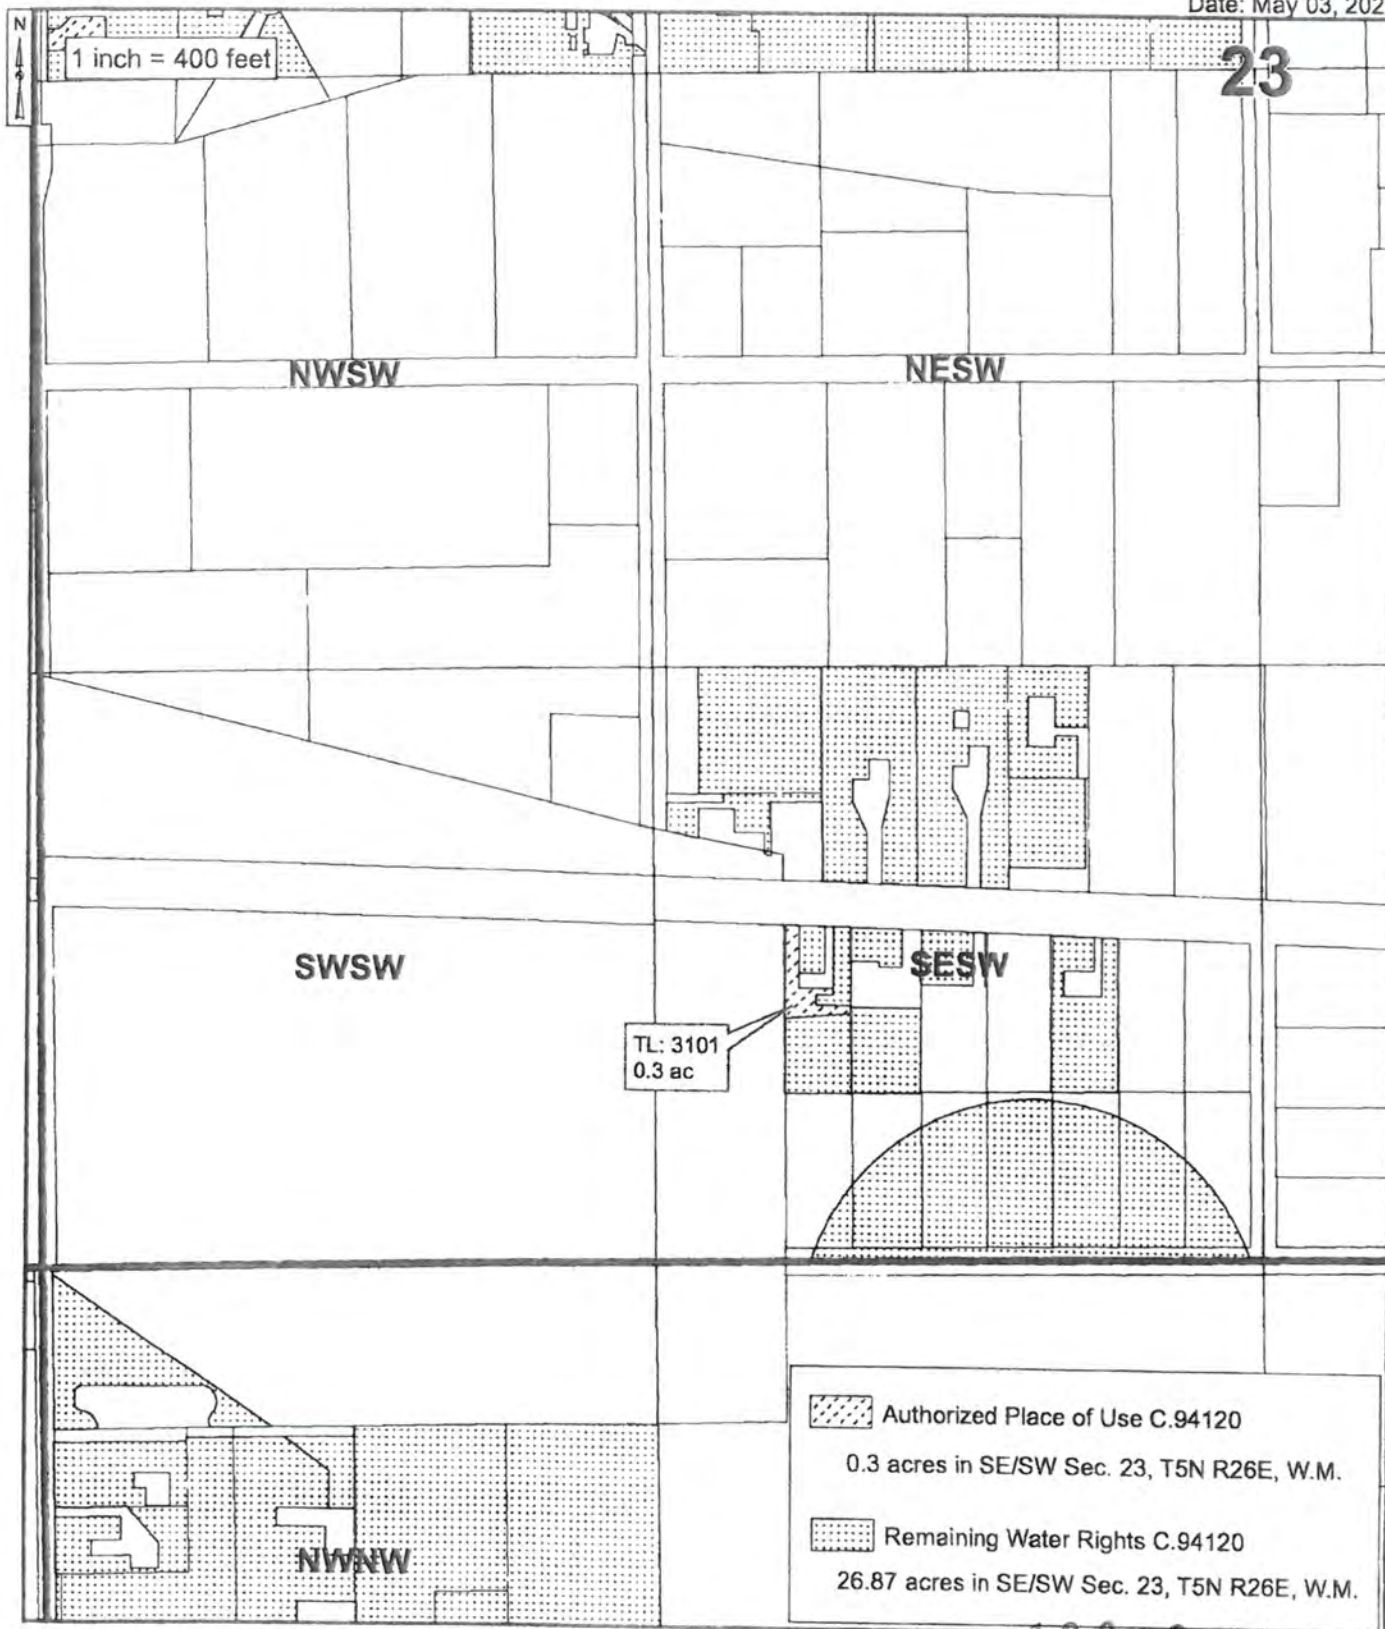 Date: May 03, 202
N
1 inch = 400 feet
23
NWSW
NESW
SWSW
SESW
TL: 3101
0.3 ac
Authorized Place of Use C.94120
0.3 acres in SE/SW Sec. 23, T5N R26E, W.M.
Remaining Water Rights C.94120
26.87 acres in SE/SW Sec. 23, T5N R26E, W.M.
NWNW